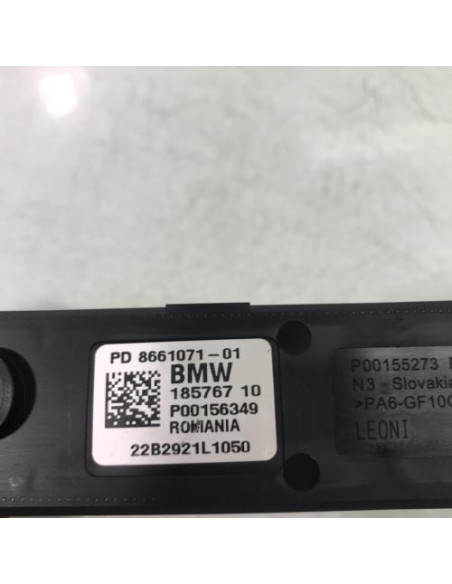 PD 8661071-01
BMW
185767 10
P00156349
ROMANIA
22B2921L1050
P00155273
N3 - Slovakia
>PA6-GF10
LEONI